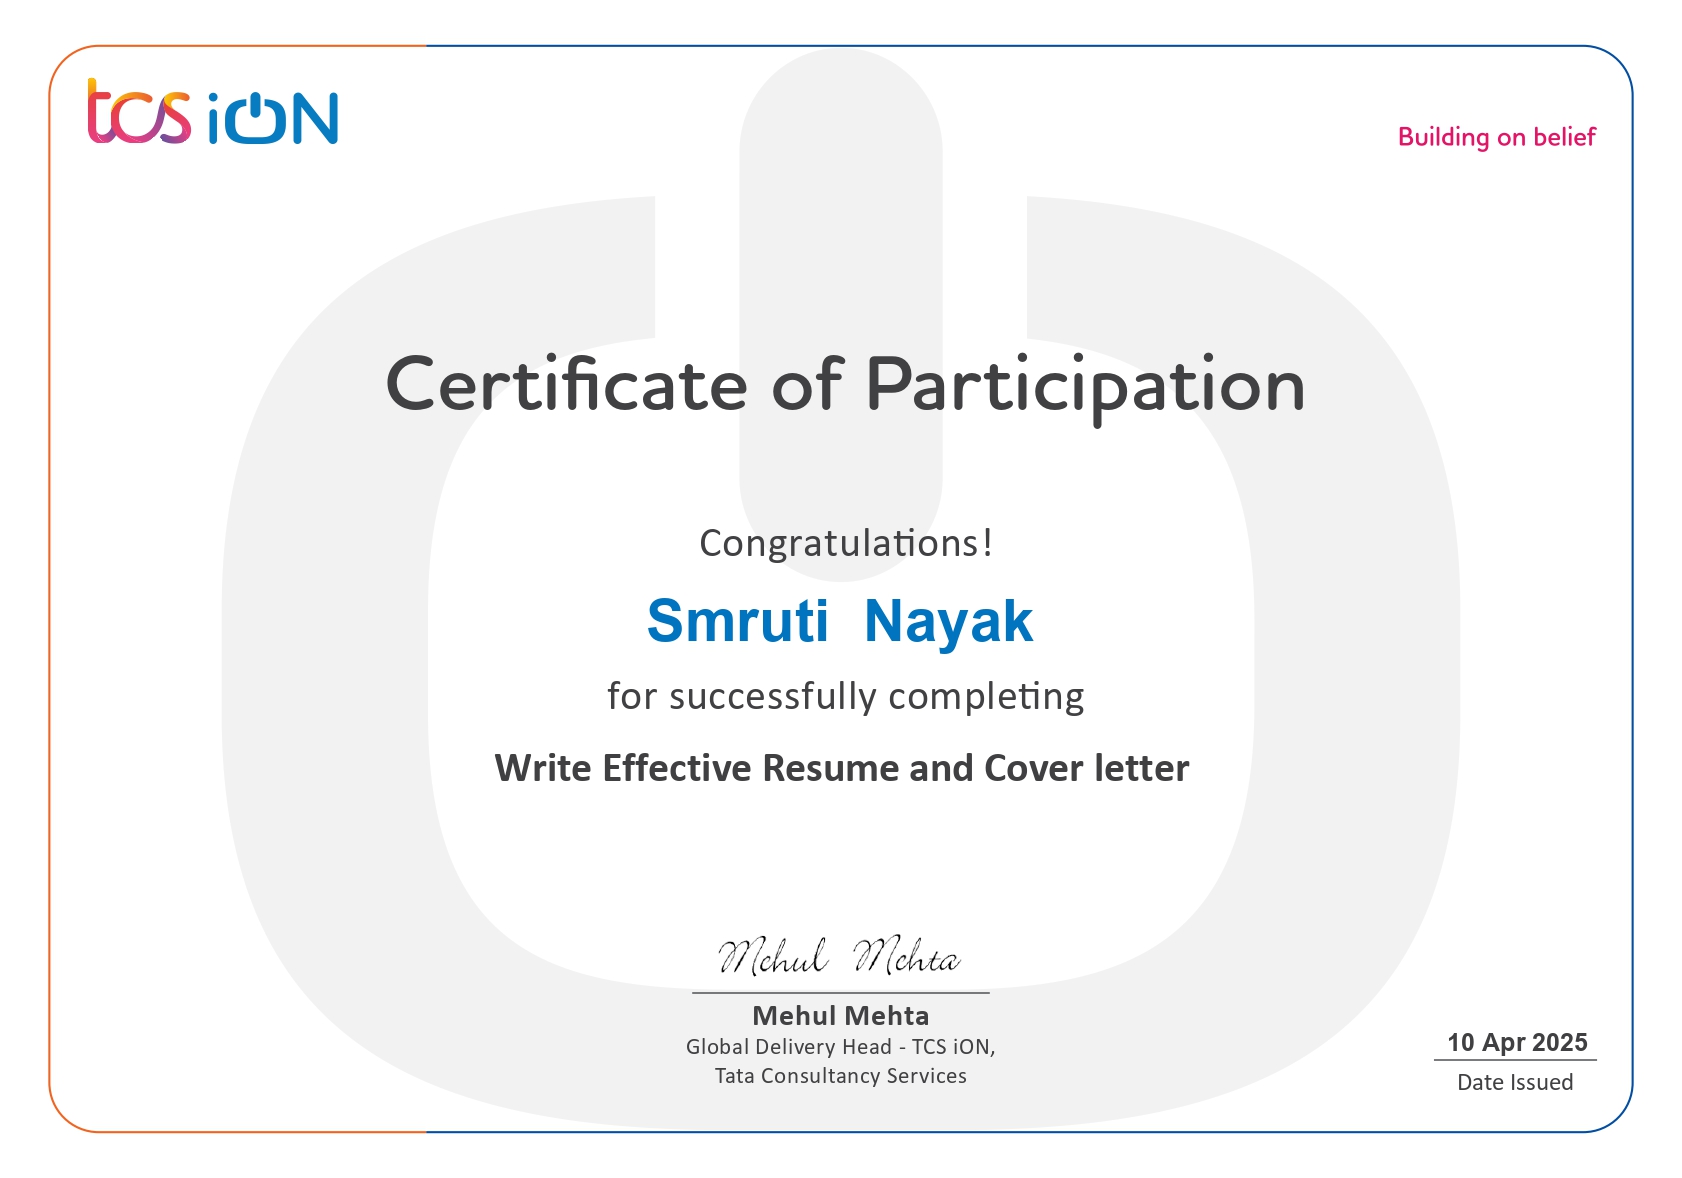 tcs iON
Building on belief
Certificate of Participation
Congratulations!
Smruti Nayak
for successfully completing
Write Effective Resume and Cover letter
Mehul Mehta
Mehul Mehta
Global Delivery Head - TCS iON,
Tata Consultancy Services
10 Apr 2025
Date Issued